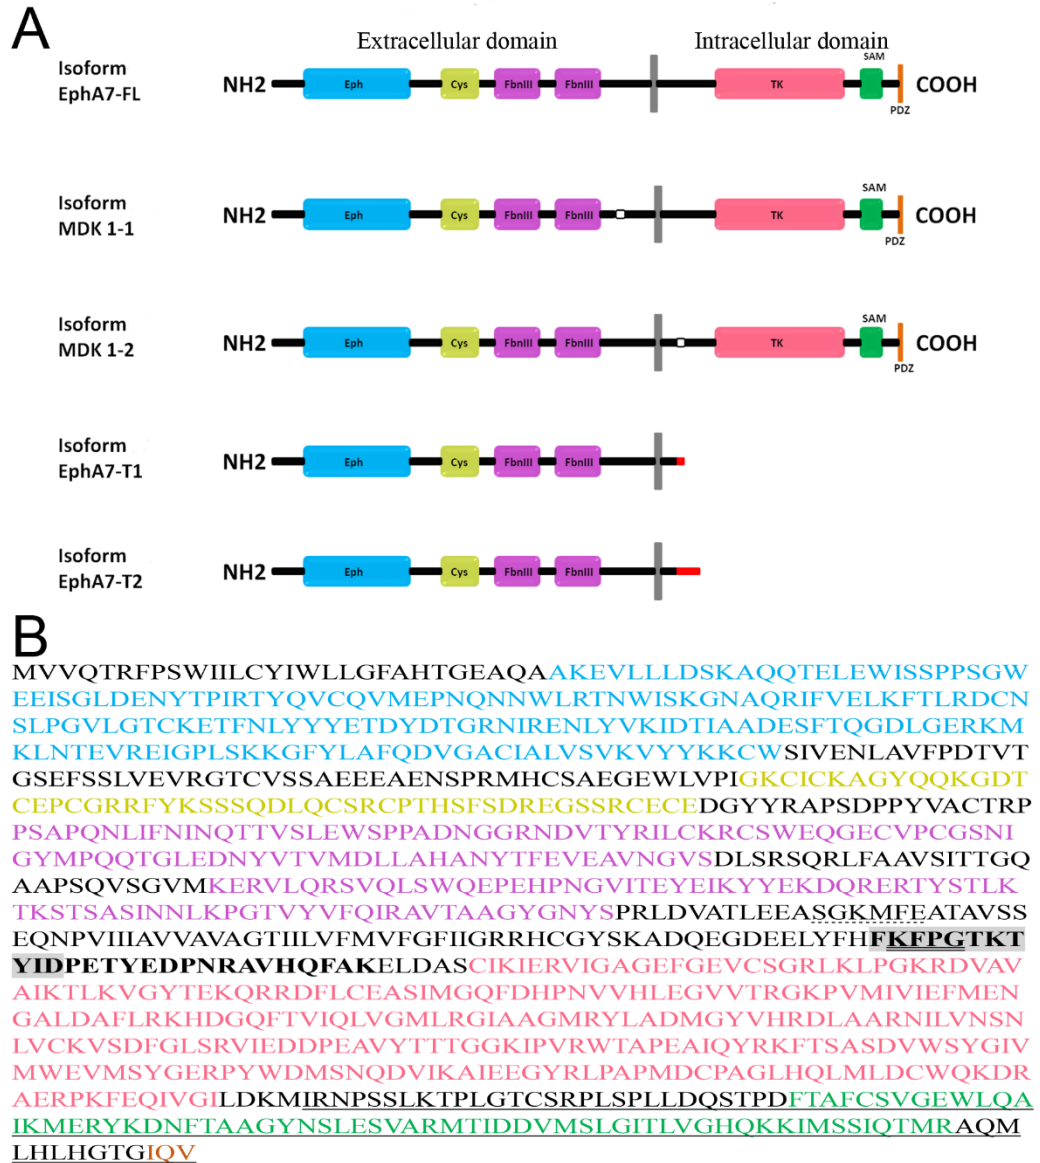 A
Extracellular domain
Intracellular domain
Isoform
EphA7-FL
NH2
Eph
Cys
FbnIII
FbnIII
TK
SAM
PDZ
COOH
Isoform
MDK 1-1
NH2
Eph
Cys
FbnIII
FbnIII
TK
SAM
PDZ
COOH
Isoform
MDK 1-2
NH2
Eph
Cys
FbnIII
FbnIII
TK
SAM
PDZ
COOH
Isoform
EphA7-T1
NH2
Eph
Cys
FbnIII
FbnIII
Isoform
EphA7-T2
NH2
Eph
Cys
FbnIII
FbnIII
B
MVVQTRFPSWIILCYIWLLGFAHTGEAQAAKEVLLLDSKAQQTELEWISSPPSGW
EEISGLDENYTPIRTYQVCQVMEPNQNNWLRTNWISKGNAQRIFVELKFTLRDCN
SLPGVLGTCKETFNLYYYETDYDTGRNIRENLYVKIDTIAADESFTQGDLGERKM
KLNTEVREIGPLSKKGFYLAFQDVGACIALVSVKVYYKKCWSIVENLAVFPDTVT
GSEFSSLVEVRGTCVSSAEEEAENSPRMHCSAEGEWLVPIGKCICKAGYQQKGDT
CEPCGRRFYKSSSQDLQCSRCPTHSFSDREGSSRCECEDGYYRAPSDPPYVACTRP
PSAPQNLIFNINQTTVSLEWSPPADNGGRNDVTYRILCKRCSWEQGECVPCGSNI
GYMPQQTGLEDNYVTVMDLLAHANYTFEVEAVNGVSDLSRSQRLFAAVSITTGQ
AAPSQVSGVMKERVLQRSVQLSWQEPEHPNGVITEYEIKYYEKDQRERTYSTLK
TKSTSASINNLKPGTVYVFQIRAVTAAGYGNYSPRLDVATLEEASGKMFEATAVSS
EQNPVIIIAVVAVAGTIILVFMVFGFIIGRRHCGYSKADQEGDEELYFHFKFPGTKT
YIDPETYEDPNRAVHQFAKELDASCIKIERVIGAGEFGEVCSGRLKLPGKRDVAV
AIKTLKVGYTEKQRRDFLCEASIMGQFDHPNVVHLEGVVTRGKPVMIVIEFMEN
GALDAFLRKHDGQFTVIQLVGMLRGIAAGMRYLADMGYVHRDLAARNILVNSN
LVCKVSDFGLSRVIEDDPEAVYTTTGGKIPVRWTAPEAIQYRKFTSASDVWSYGIV
MWEVMSYGERPYWDMSNQDVIKAIEEGYRLPAPMDCPAGLHQLMLDCWQKDR
AERPKFEQIVGILDKMIRNPSSLKTPLGTCSRPLSPLLDQSTPDFTAFCSVGEWLQA
IKMERYKDNFTAAGYNSLESVARMTIDDVMSLGITLVGHQKKIMSSIQTMRAQM
LHLHGTGIQV